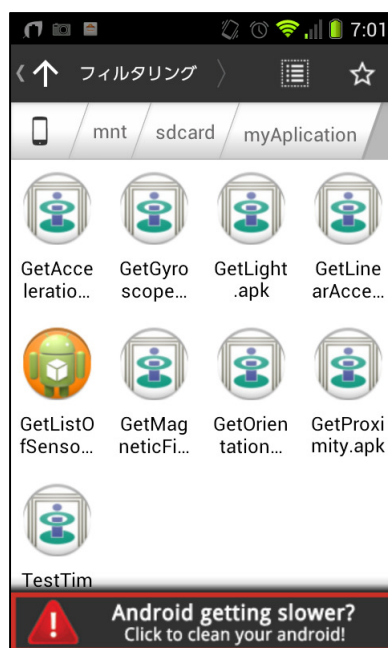 7:01
フィルタリング
mnt
sdcard
myAplication
GetAcce
leratio...
GetGyro
scope...
GetLight
.apk
GetLine
arAcce...
GetListO
fSenso...
GetMag
neticFi...
GetOrien
tation...
GetProxi
mity.apk
TestTim
Android getting slower?
Click to clean your android!